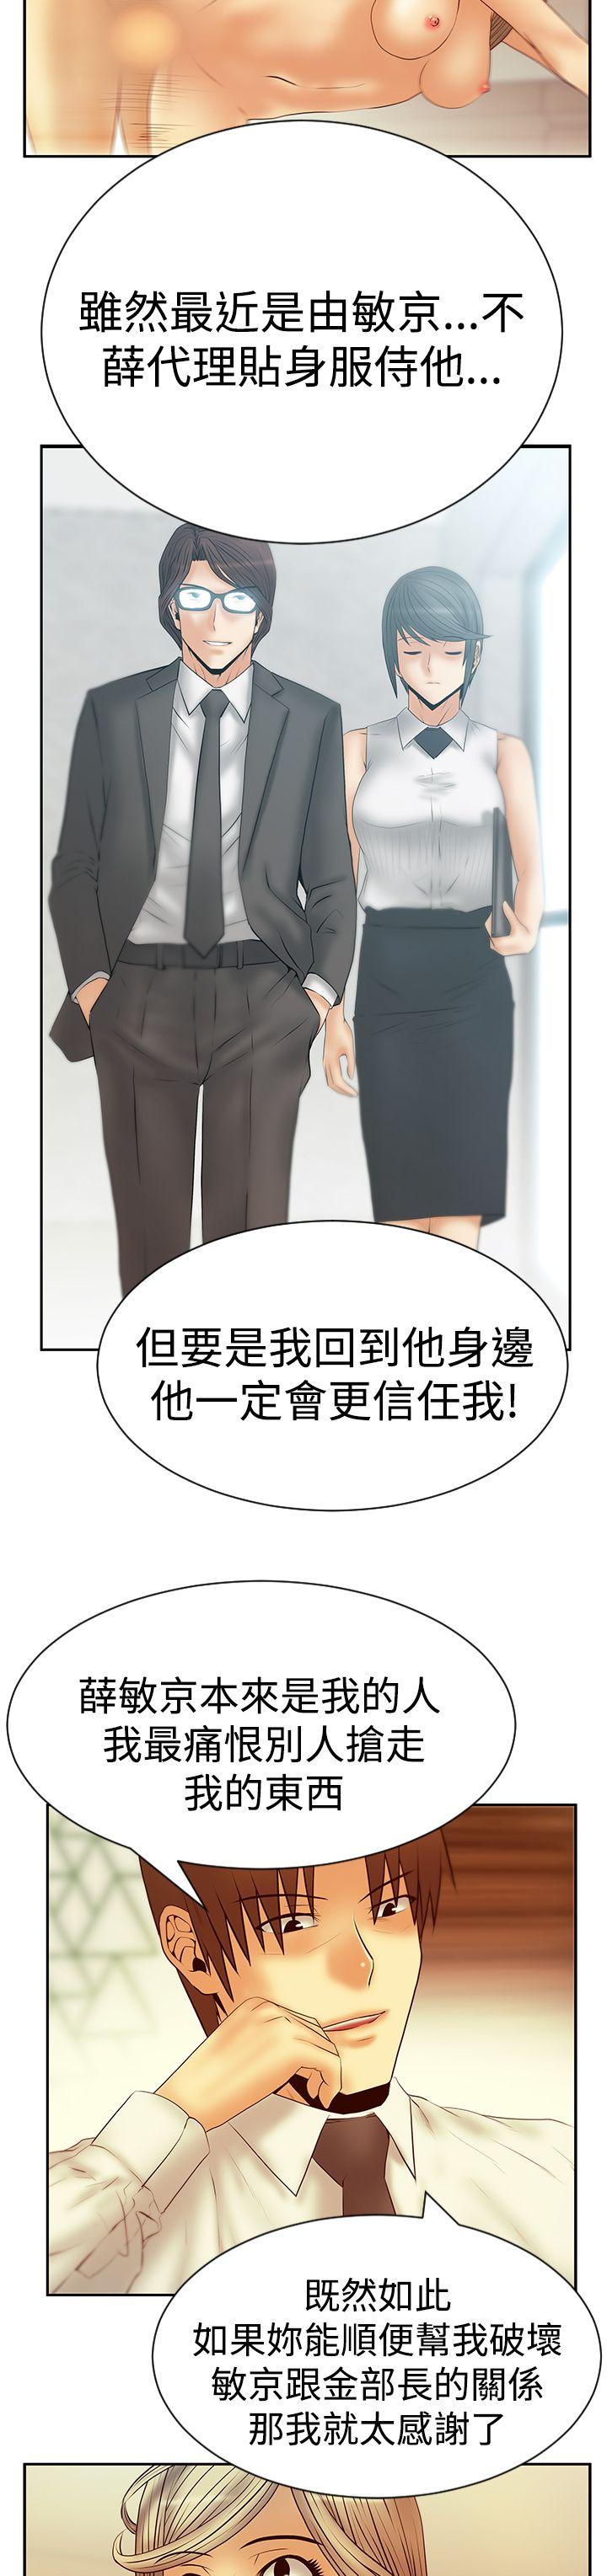 雖然最近是由敏京...不
薛代理貼身服侍他...
但要是我回到他身邊
他一定會更信任我!
薛敏京本來是我的人
我最痛恨別人搶走
我的東西
既然如此
如果妳能順便幫我破壞
敏京跟金部長的關係
那我就太感謝了